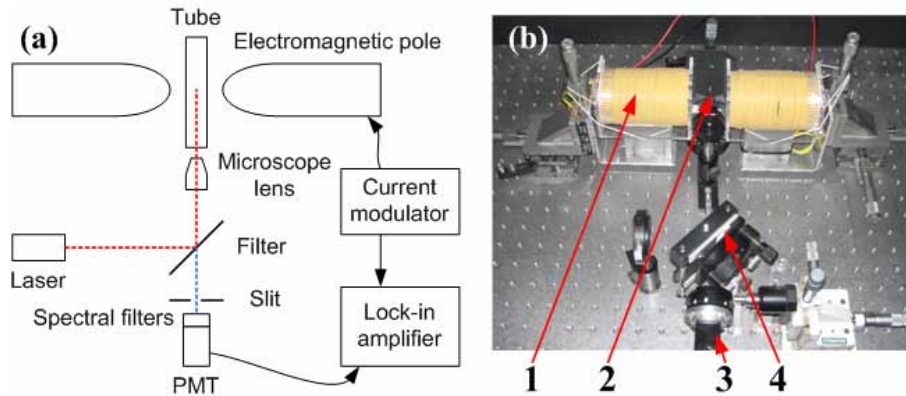 (a)
Tube
Electromagnetic pole
Microscope
lens
Current
modulator
Laser
Filter
Slit
Spectral filters
Lock-in
amplifier
PMT
(b)
1
2
3
4